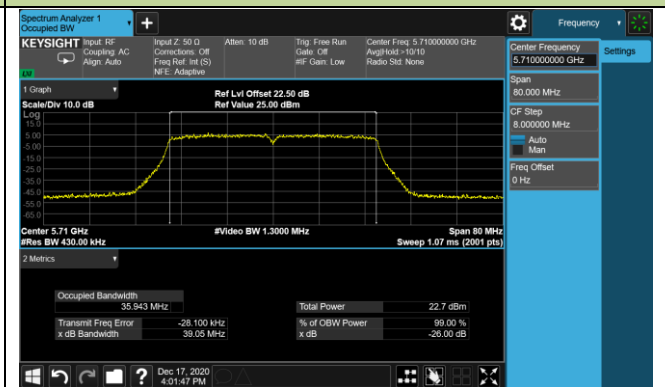 Spectrum Analyzer 1
Occupied BW
Frequency
KEYSIGHT
Input: RF
Coupling: AC
Align: Auto
Input Z: 50 Ω
Corrections: Off
Freq Ref: Int (S)
NFE: Adaptive
Atten: 10 dB
Trig: Free Run
Gate: Off
#IF Gain: Low
Center Freq: 5.710000000 GHz
Avg|Hold:>10/10
Radio Std: None
Center Frequency
5.710000000 GHz
Settings
Span
80.000 MHz
CF Step
8.000000 MHz
Auto
Man
Freq Offset
0 Hz
1 Graph
Scale/Div 10.0 dB
Ref Lvl Offset 22.50 dB
Ref Value 25.00 dBm
Log
15.0
5.00
-5.00
-15.0
-25.0
-35.0
-45.0
-55.0
-65.0
Center 5.71 GHz
#Video BW 1.3000 MHz
Span 80 MHz
#Res BW 430.00 kHz
Sweep 1.07 ms (2001 pts)
2 Metrics
Occupied Bandwidth
35.943 MHz
Total Power 22.7 dBm
Transmit Freq Error -28.100 kHz
% of OBW Power 99.00 %
x dB Bandwidth 39.05 MHz
x dB -26.00 dB
?
Dec 17, 2020
4:01:47 PM